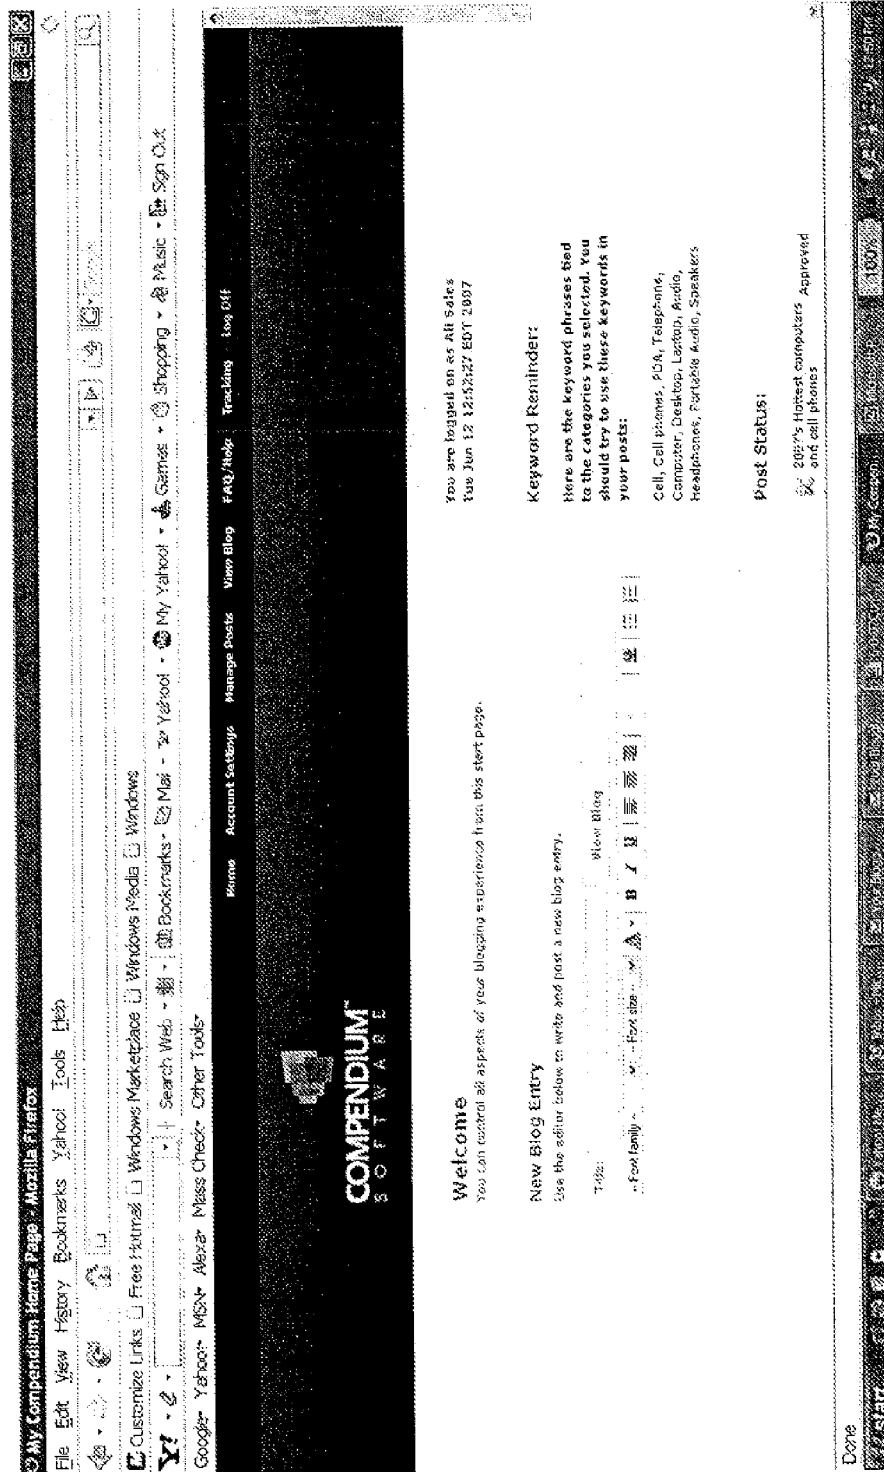 My Compendium Home Page - Mozilla Firefox
File Edit View History Bookmarks Yahoo! Tools Help
Customize Links Free Hotmail Windows Marketplace Windows Media Windows
Y! Search Web Bookmarks Mail Yahoo! My Yahoo! Games Shopping Music Sign Out
Google Yahoo MSN Alexa Mass Check Other Tools
Home Account Settings Manage Posts View Blog FAQ/Help Tracking Log Off
COMPENDIUM™
SOFTWARE
Welcome
You can control all aspects of your blogging experience from this start page.
New Blog Entry
Use the editor below to write and post a new blog entry.
Title: View Blog
-- Font family -- -- Font size -- A B I U
You are logged on as Ali Sales
Tue Jun 12 12:52:27 EDT 2007
Keyword Reminder:
Here are the keyword phrases tied
to the categories you selected. You
should try to use these keywords in
your posts:
Cell, Cell phones, PDA, Telephone,
Computer, Desktop, Laptop, Audio,
Headphones, Portable Audio, Speakers
Post Status:
2007's Hottest computers Approved
and cell phones
Done
start My Compen 100%